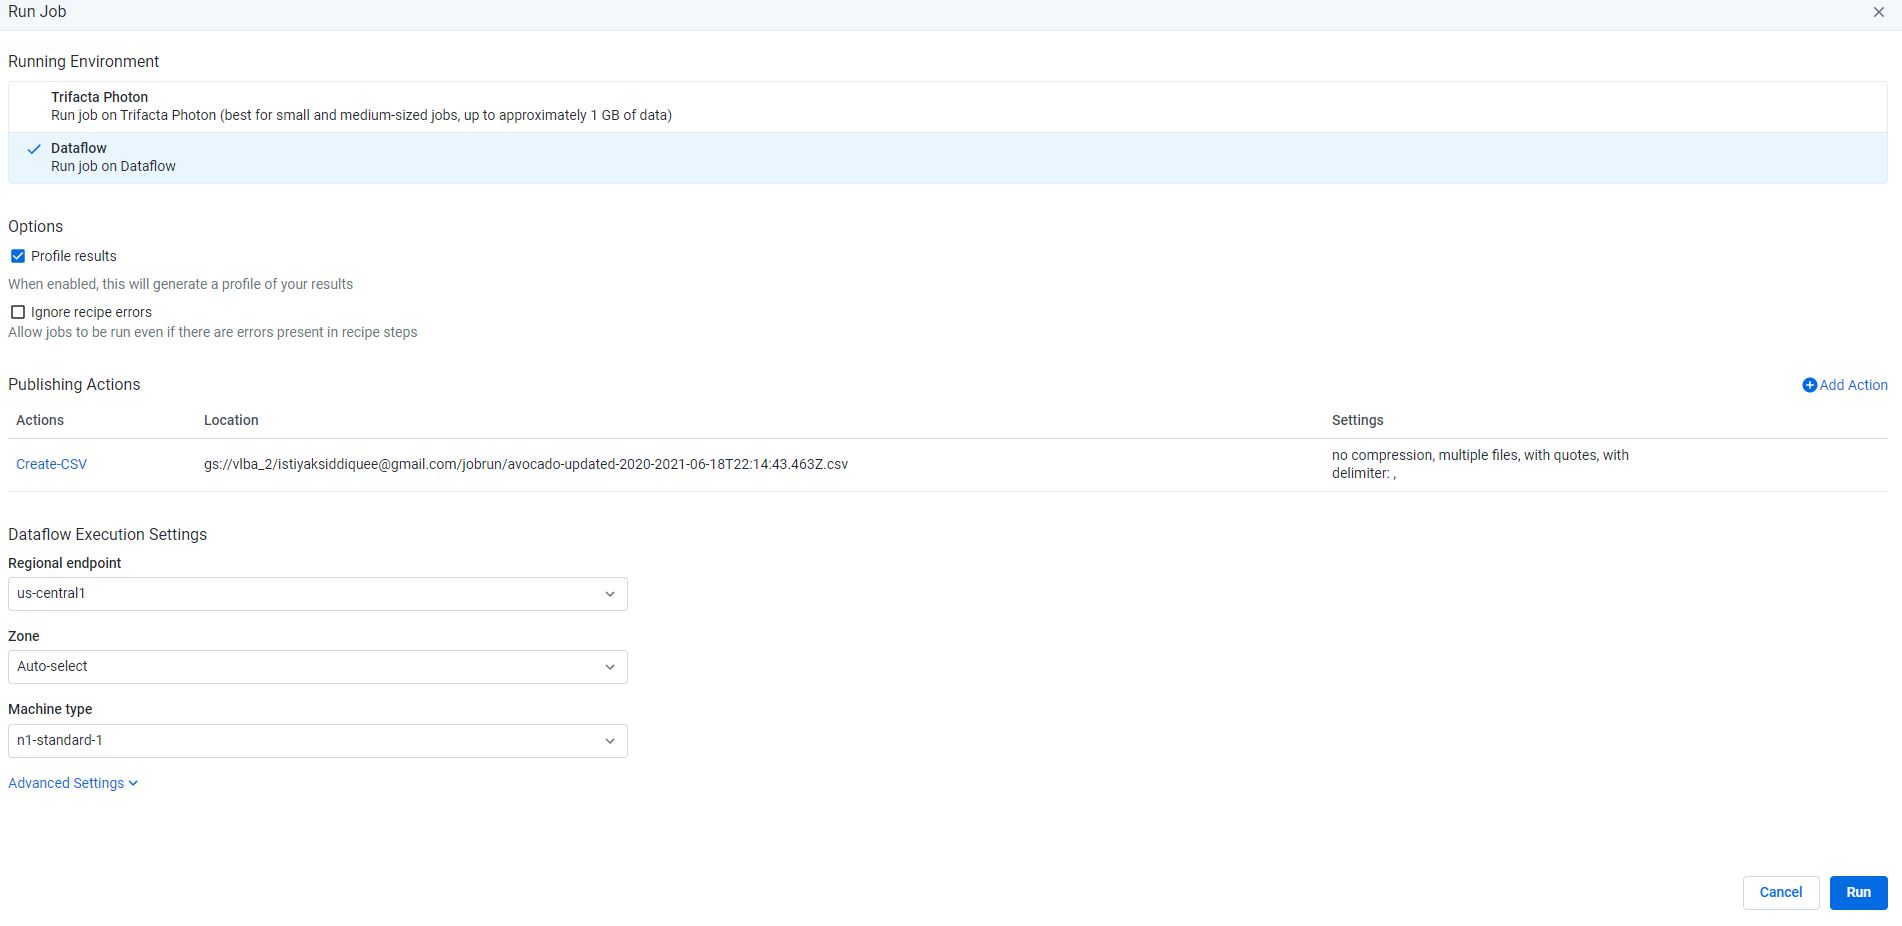 Run Job
Running Environment
Trifacta Photon
Run job on Trifacta Photon (best for small and medium-sized jobs, up to approximately 1 GB of data)
Dataflow
Run job on Dataflow
Options
Profile results
When enabled, this will generate a profile of your results
Ignore recipe errors
Allow jobs to be run even if there are errors present in recipe steps
Publishing Actions
Add Action
Actions Location Settings
Create-CSV gs://vlba_2/istiyaksiddiquee@gmail.com/jobrun/avocado-updated-2020-2021-06-18T22:14:43.463Z.csv no compression, multiple files, with quotes, with
delimiter: ,
Dataflow Execution Settings
Regional endpoint
us-central1
Zone
Auto-select
Machine type
n1-standard-1
Advanced Settings
Cancel Run